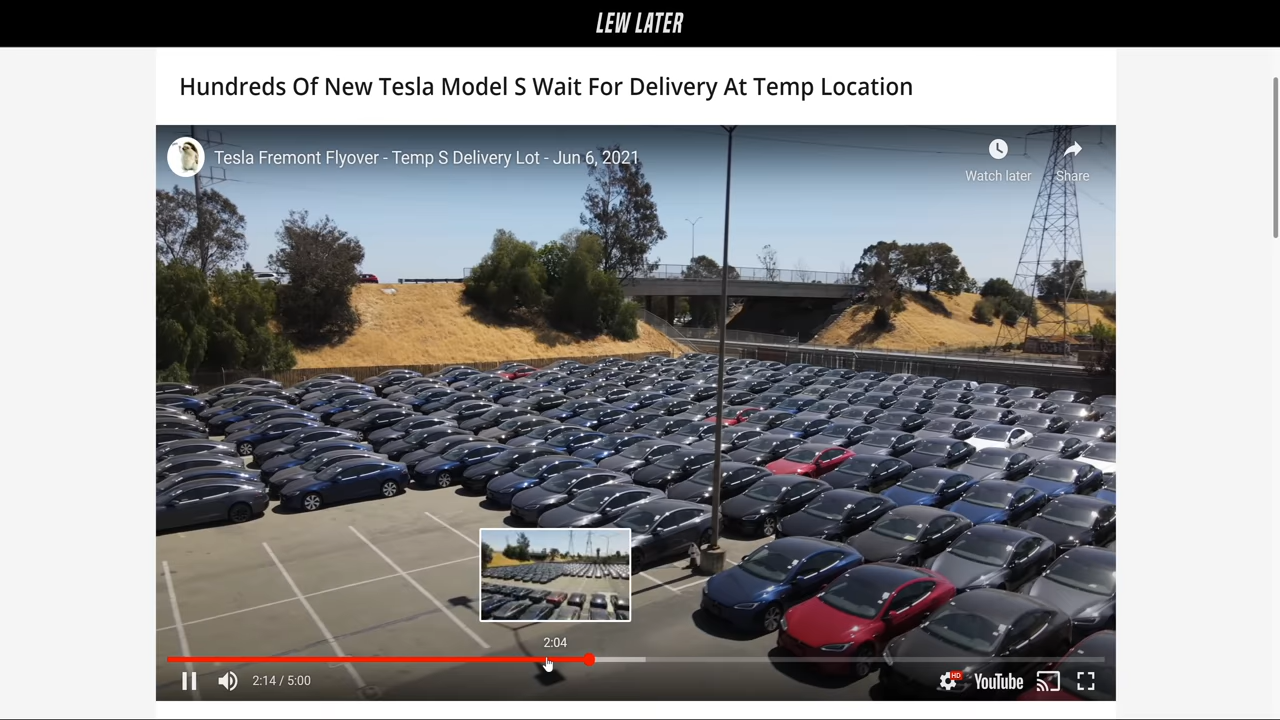 LEW LATER
Hundreds Of New Tesla Model S Wait For Delivery At Temp Location
Tesla Fremont Flyover - Temp S Delivery Lot - Jun 6, 2021
Watch later
Share
2:04
2:14 / 5:00
HD
YouTube